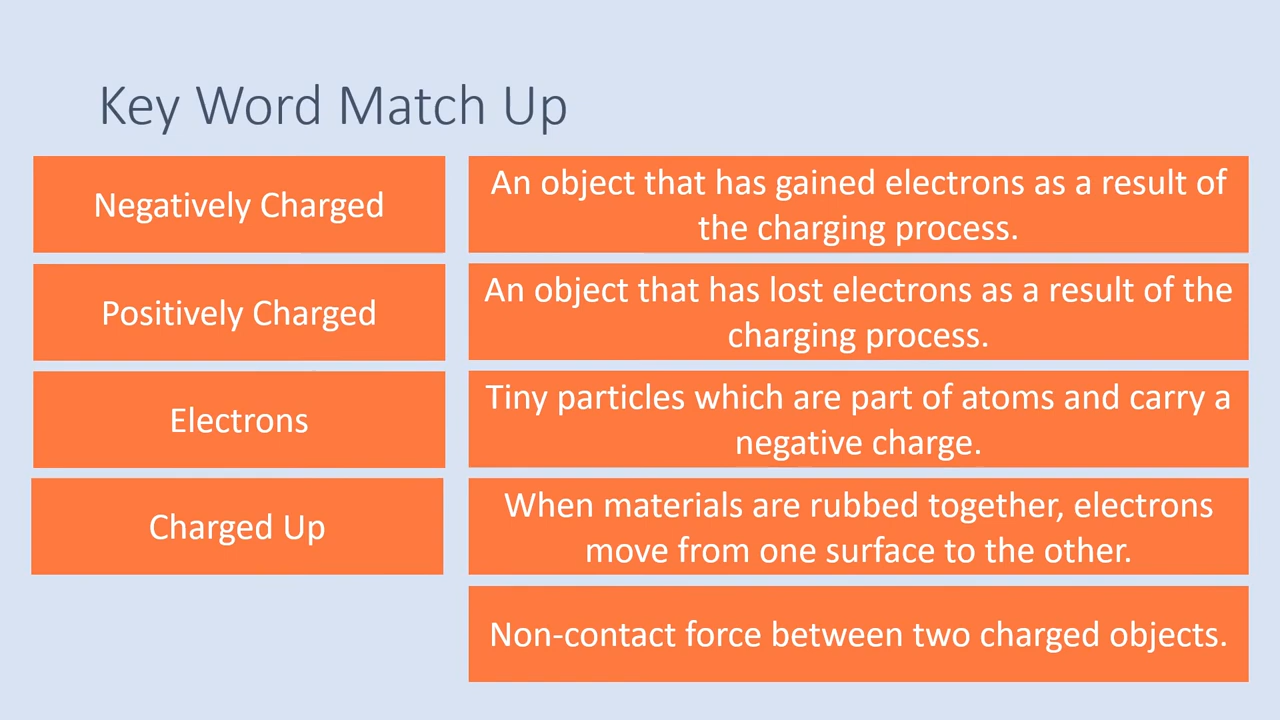 Key Word Match Up
Negatively Charged
An object that has gained electrons as a result of
the charging process.
Positively Charged
An object that has lost electrons as a result of the
charging process.
Electrons
Tiny particles which are part of atoms and carry a
negative charge.
Charged Up
When materials are rubbed together, electrons
move from one surface to the other.
Non-contact force between two charged objects.